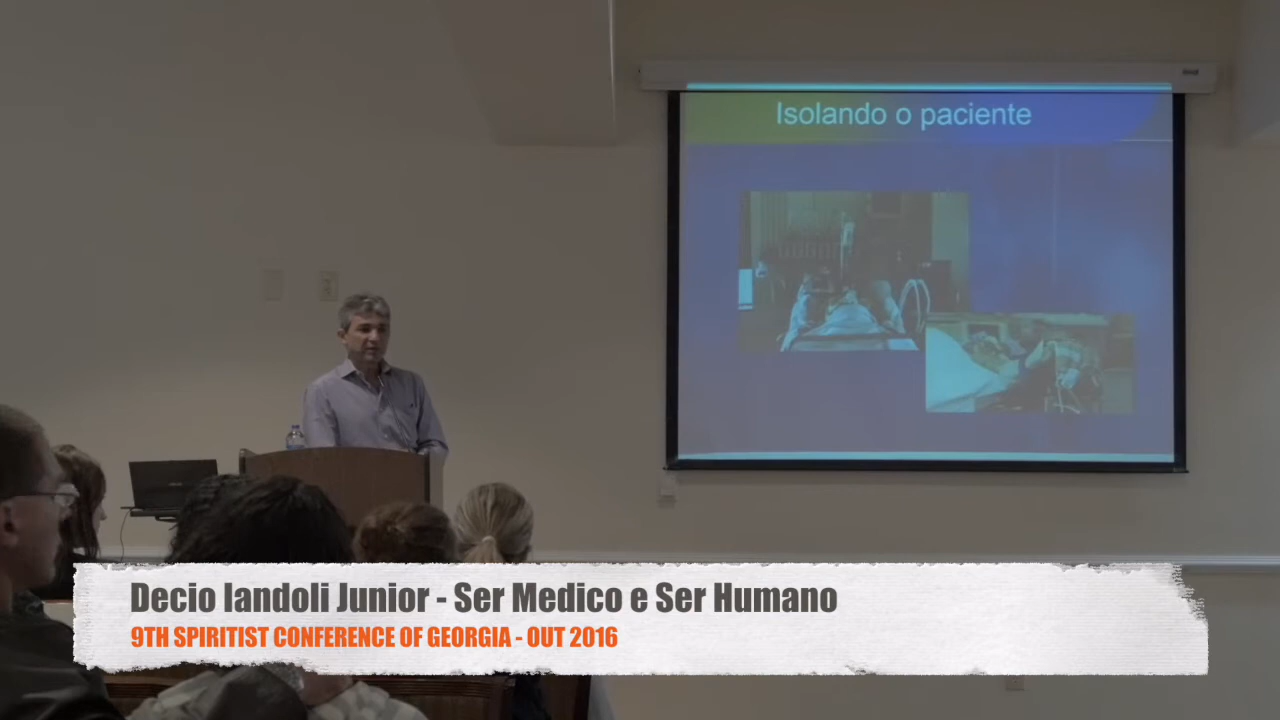 Isolando o paciente
Decio Iandoli Junior - Ser Medico e Ser Humano
9TH SPIRITIST CONFERENCE OF GEORGIA - OUT 2016